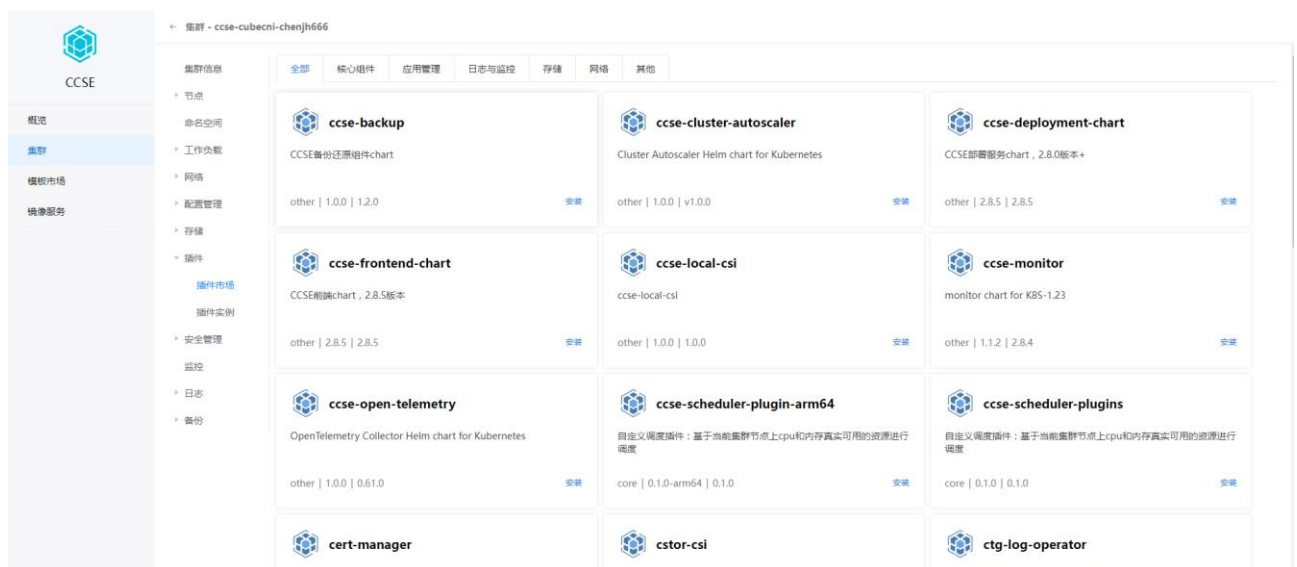 ← 集群 - ccse-cubecni-chenjh666
CCSE
概览
集群
模板市场
镜像服务
集群信息
节点
命名空间
工作负载
网络
配置管理
存储
插件
插件市场
插件实例
安全管理
监控
日志
备份
全部 核心组件 应用管理 日志与监控 存储 网络 其他
ccse-backup
CCSE备份还原组件chart
other | 1.0.0 | 1.2.0 安装
ccse-cluster-autoscaler
Cluster Autoscaler Helm chart for Kubernetes
other | 1.0.0 | v1.0.0 安装
ccse-deployment-chart
CCSE部署服务chart，2.8.0版本+
other | 2.8.5 | 2.8.5 安装
ccse-frontend-chart
CCSE前端chart，2.8.5版本
other | 2.8.5 | 2.8.5 安装
ccse-local-csi
ccse-local-csi
other | 1.0.0 | 1.0.0 安装
ccse-monitor
monitor chart for K8S-1.23
other | 1.1.2 | 2.8.4 安装
ccse-open-telemetry
OpenTelemetry Collector Helm chart for Kubernetes
other | 1.0.0 | 0.61.0 安装
ccse-scheduler-plugin-arm64
自定义调度插件：基于当前集群节点上cpu和内存真实可用的资源进行
调度
core | 0.1.0-arm64 | 0.1.0 安装
ccse-scheduler-plugins
自定义调度插件：基于当前集群节点上cpu和内存真实可用的资源进行
调度
core | 0.1.0 | 0.1.0 安装
cert-manager
cstor-csi
ctg-log-operator